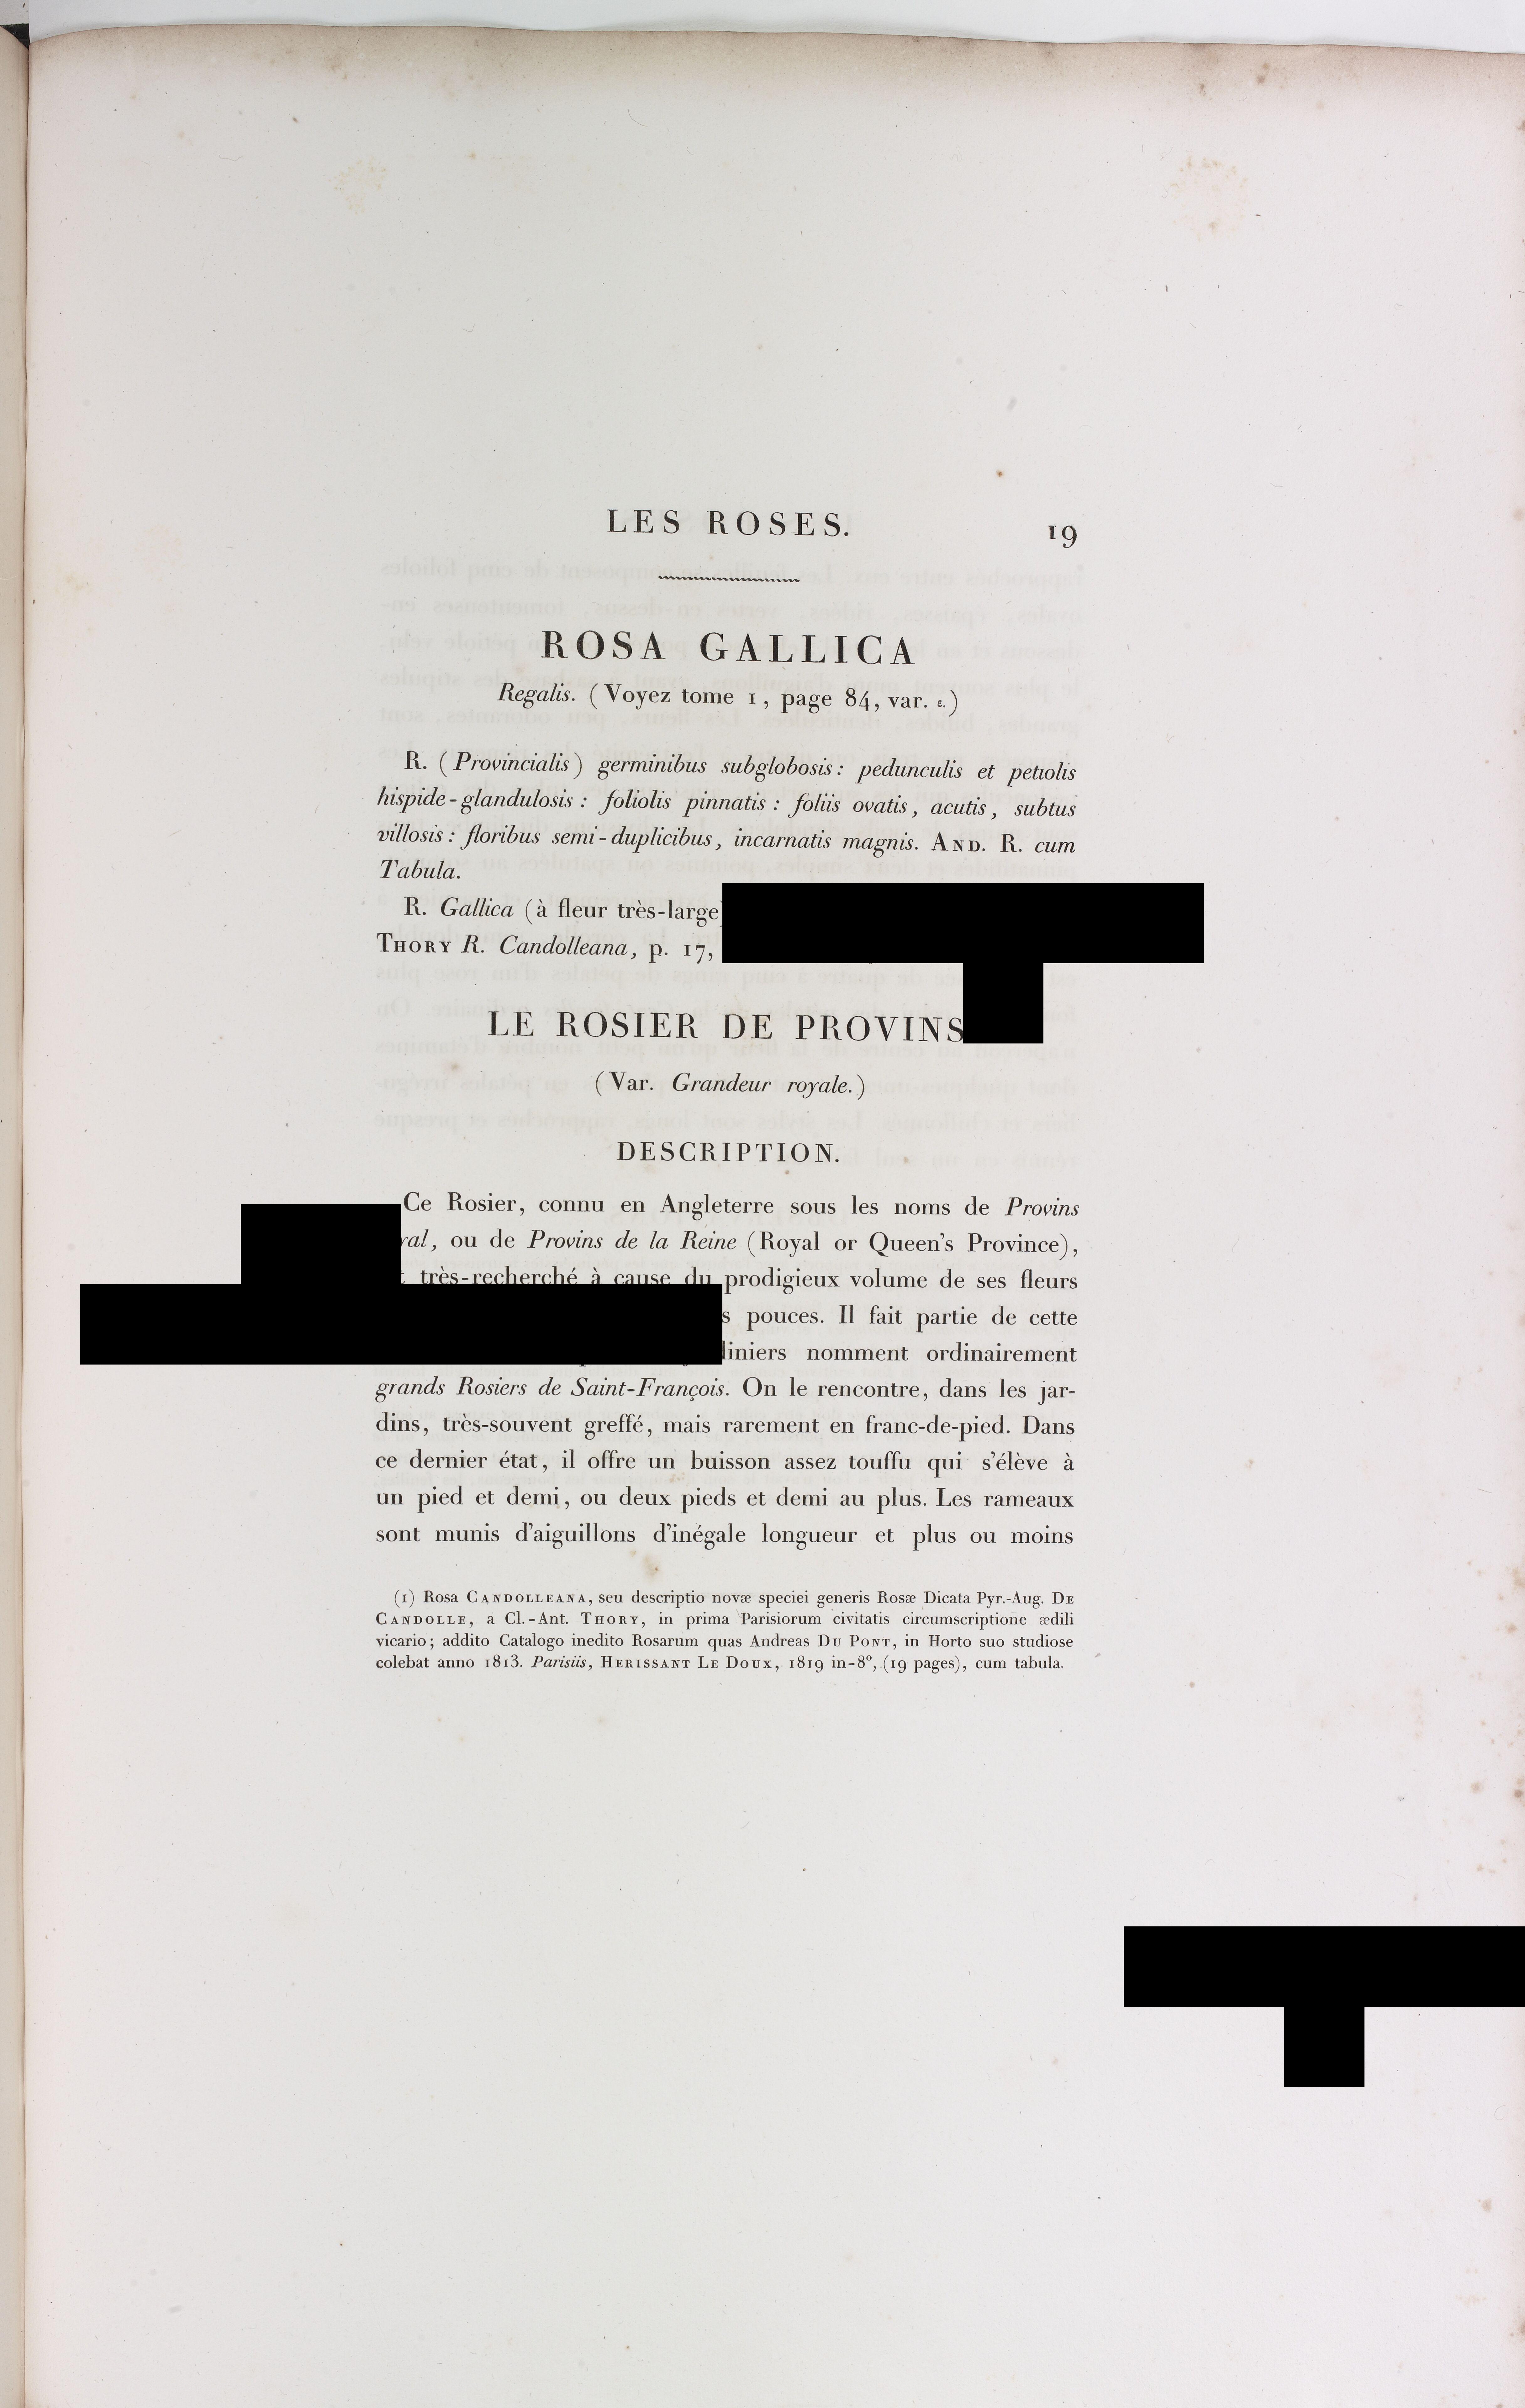 LES ROSES. 19
ROSA GALLICA
Regalis. (Voyez tome 1, page 84, var. ε.)
R. (Provincialis) germinibus subglobosis: pedunculis et petiolis
hispide-glandulosis: foliolis pinnatis: foliis ovatis, acutis, subtus
villosis: floribus semi-duplicibus, incarnatis magnis. AND. R. cum
Tabula.
R. Gallica (à fleur très-large
THORY R. Candolleana, p. 17,
LE ROSIER DE PROVINS
(Var. Grandeur royale.)
DESCRIPTION.
Ce Rosier, connu en Angleterre sous les noms de Provins
ou de Provins de la Reine (Royal or Queen's Province),
très-recherché à cause du prodigieux volume de ses fleurs
pouces. Il fait partie de cette
nomment ordinairement
grands Rosiers de Saint-François. On le rencontre, dans les jar-
dins, très-souvent greffé, mais rarement en franc-de-pied. Dans
ce dernier état, il offre un buisson assez touffu qui s'élève à
un pied et demi, ou deux pieds et demi au plus. Les rameaux
sont munis d'aiguillons d'inégale longueur et plus ou moins
(1) Rosa CANDOLLEANA, seu descriptio novæ speciei generis Rosæ Dicata Pyr.-Aug. DE
CANDOLLE, a Cl.-Ant. THORY, in prima Parisiorum civitatis circumscriptione ædili
vicario; addito Catalogo inedito Rosarum quas Andreas DU PONT, in Horto suo studiose
colebat anno 1813. Parisiis, HERISSANT LE DOUX, 1819 in-8°, (19 pages), cum tabula.